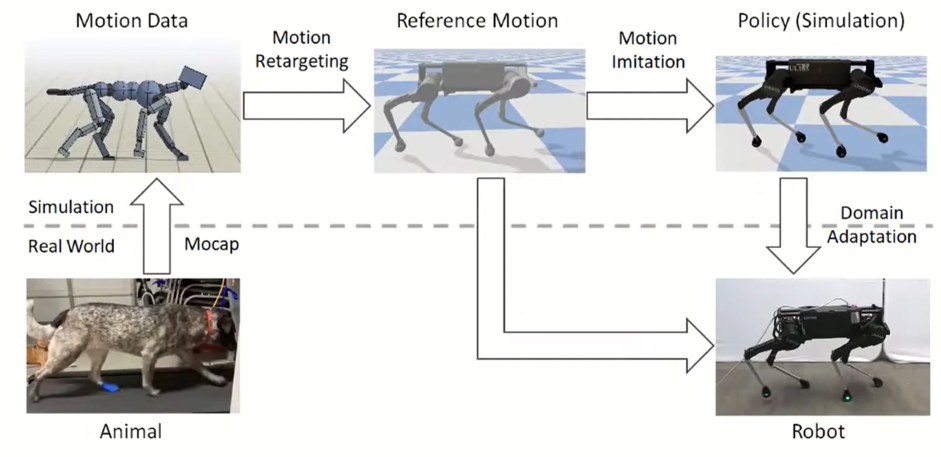 Motion Data
Motion
Retargeting
Reference Motion
Motion
Imitation
Policy (Simulation)
Simulation
Real World
Mocap
Domain
Adaptation
Animal
Robot